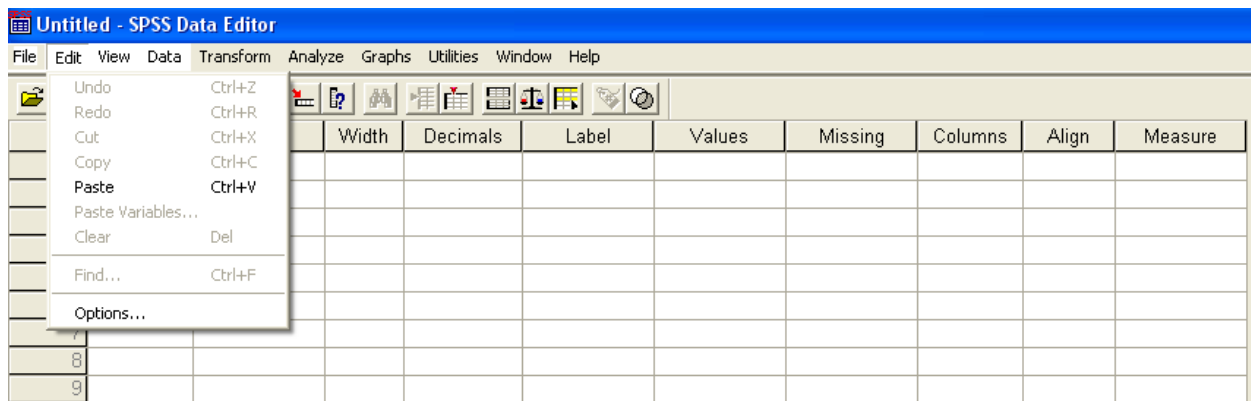 Untitled - SPSS Data Editor
File Edit View Data Transform Analyze Graphs Utilities Window Help
Undo Ctrl+Z
Redo Ctrl+R
Cut Ctrl+X
Copy Ctrl+C
Paste Ctrl+V
Paste Variables...
Clear Del
Find... Ctrl+F
Options...
Width Decimals Label Values Missing Columns Align Measure
7
8
9